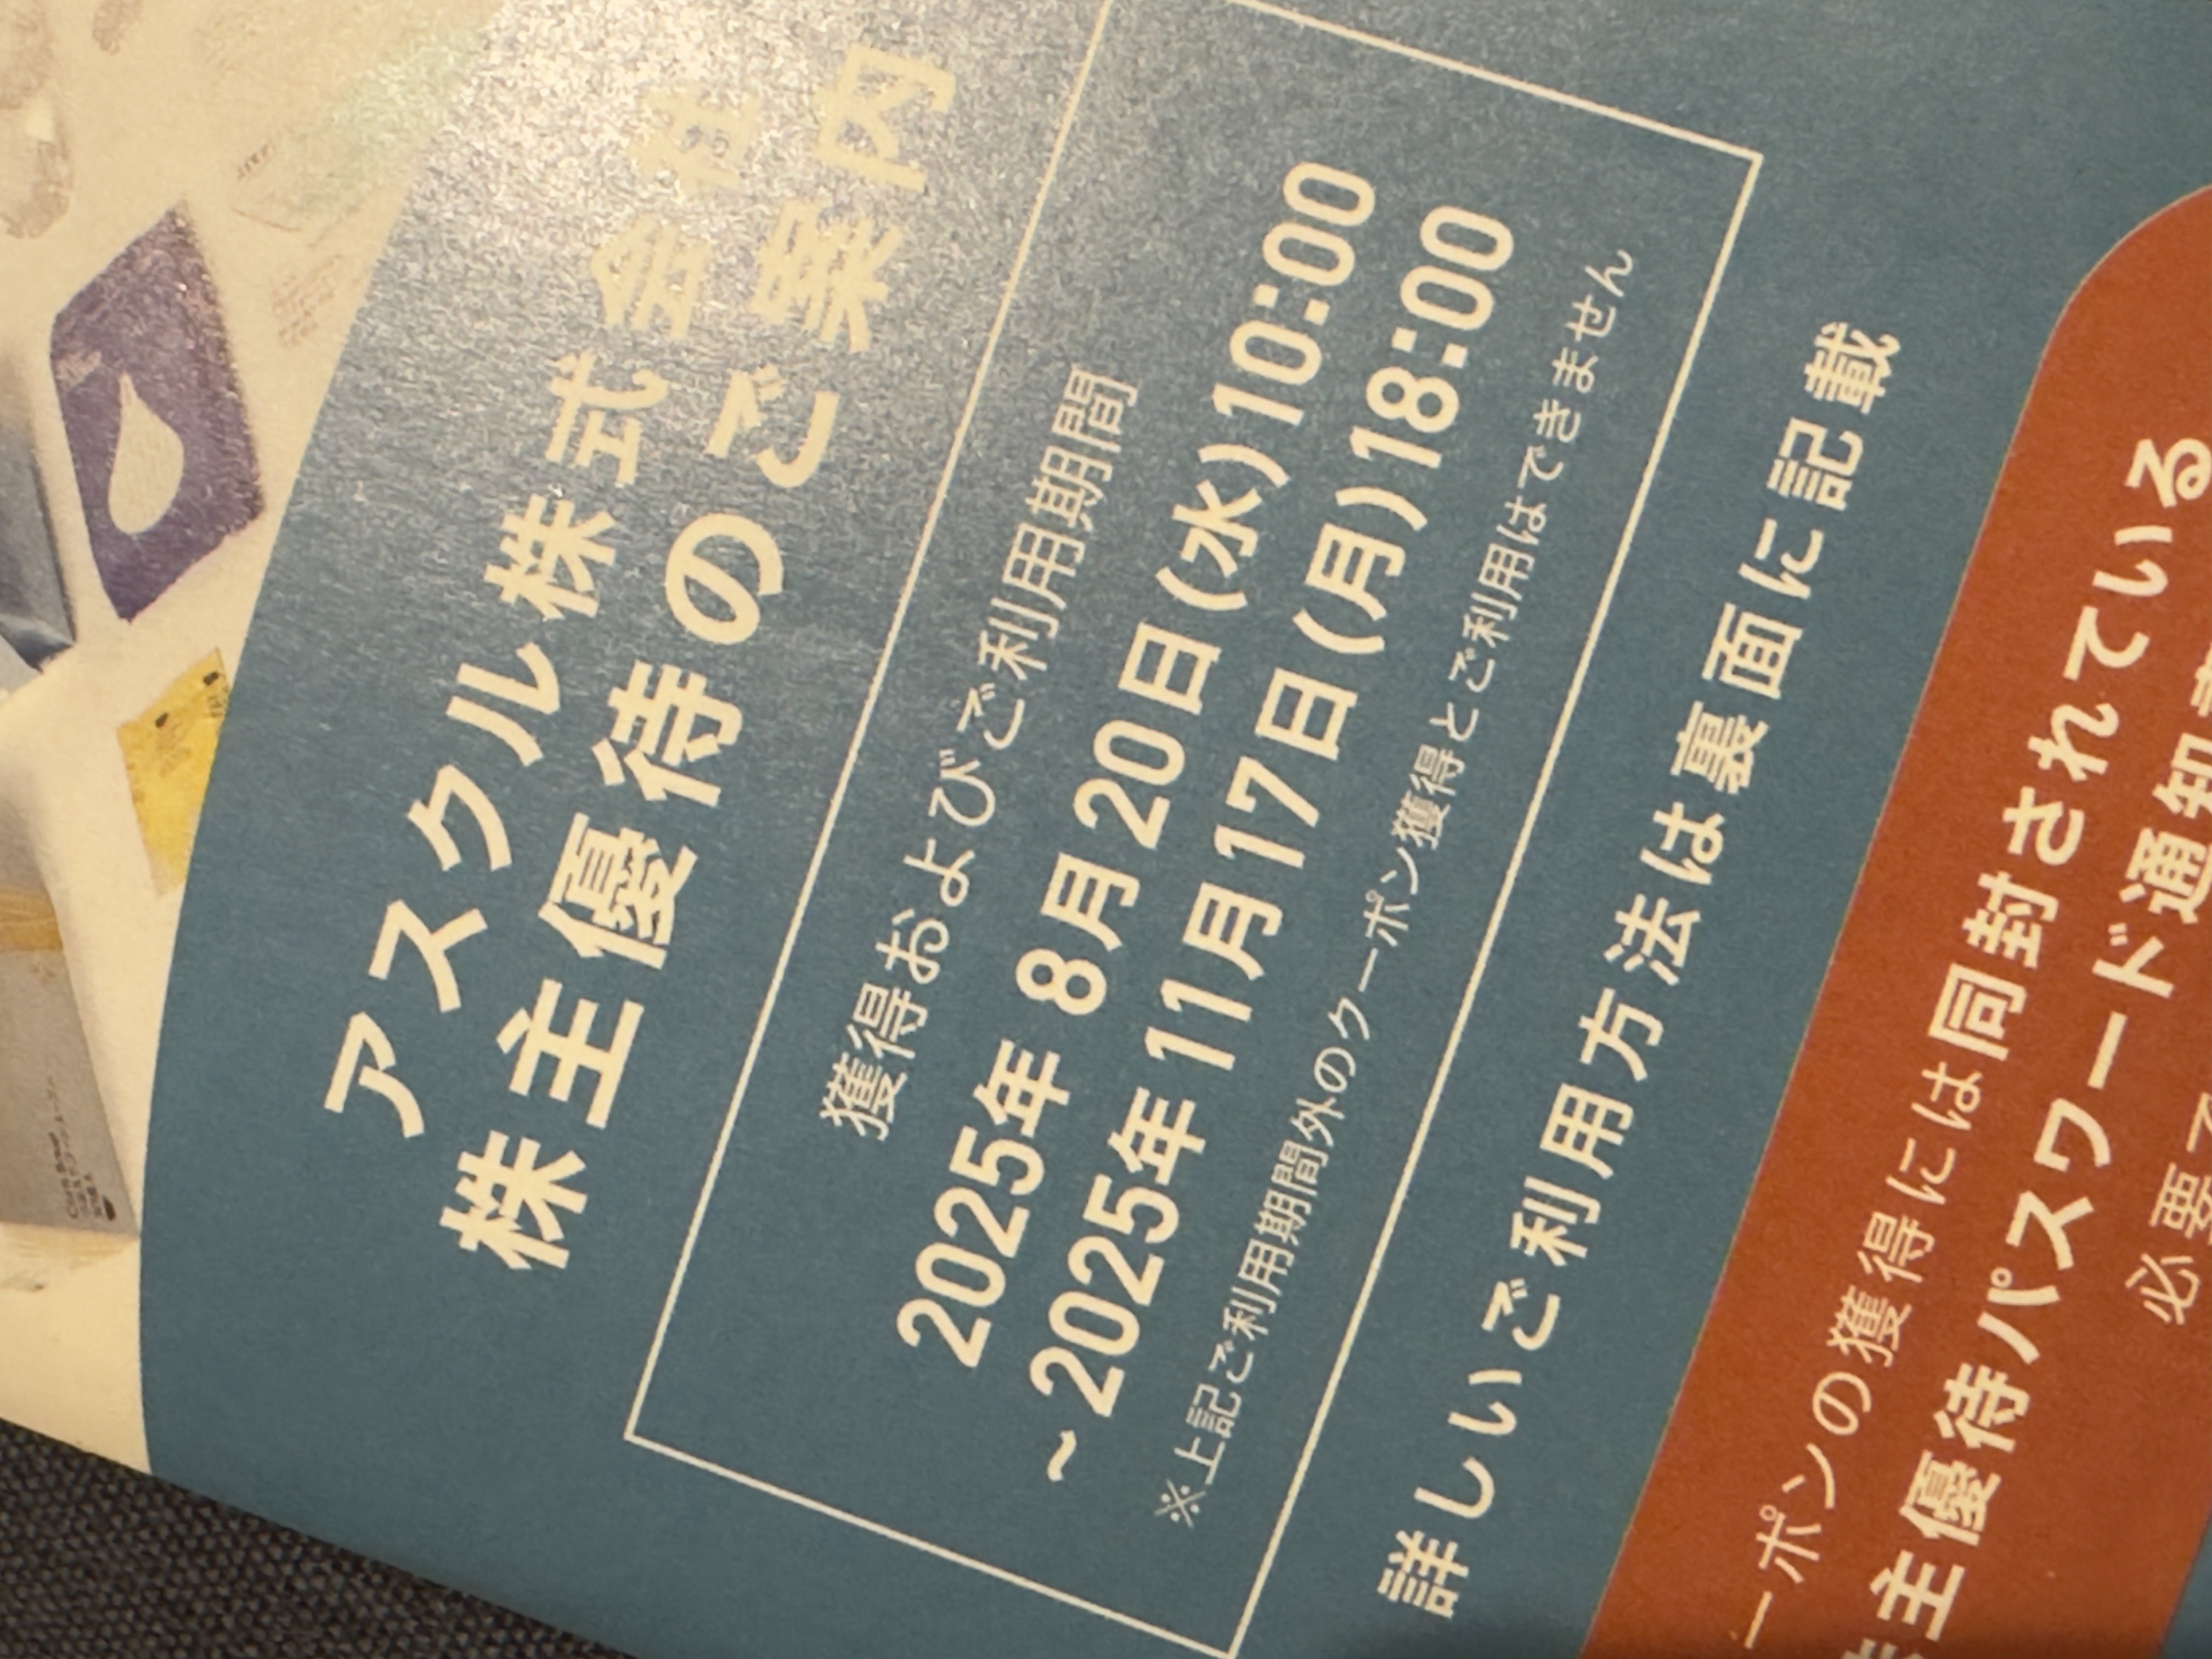 アスクル株式会社
株主優待のご案内
獲得およびご利用期間
2025年 8月20日(水)10:00
~2025年11月17日(月)18:00
※上記ご利用期間外のクーポン獲得とご利用はできません
詳しいご利用方法は裏面に記載
ーポンの獲得には同封されている
主優待パスワード通知
必要